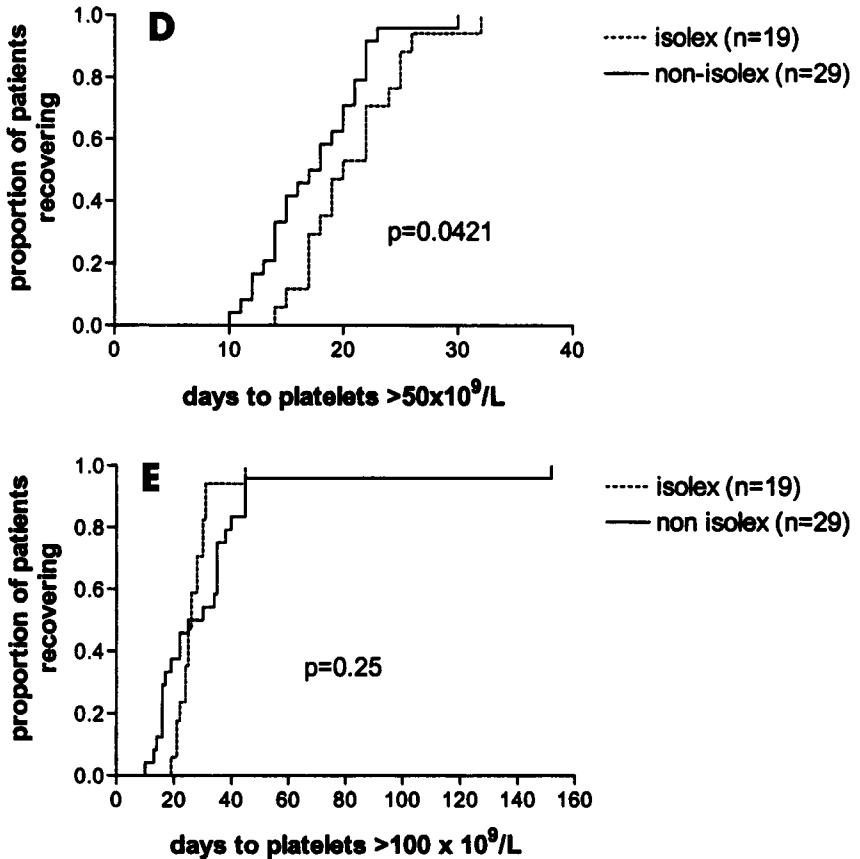 D
isolex (n=19)
non-isolex (n=29)
proportion of patients
recovering
1.0
0.8
0.6
0.4
0.2
0.0
p=0.0421
0 10 20 30 40
days to platelets >50x10⁹/L
E
isolex (n=19)
non isolex (n=29)
proportion of patients
recovering
1.0
0.8
0.6
0.4
0.2
0.0
p=0.25
0 20 40 60 80 100 120 140 160
days to platelets >100 x 10⁹/L